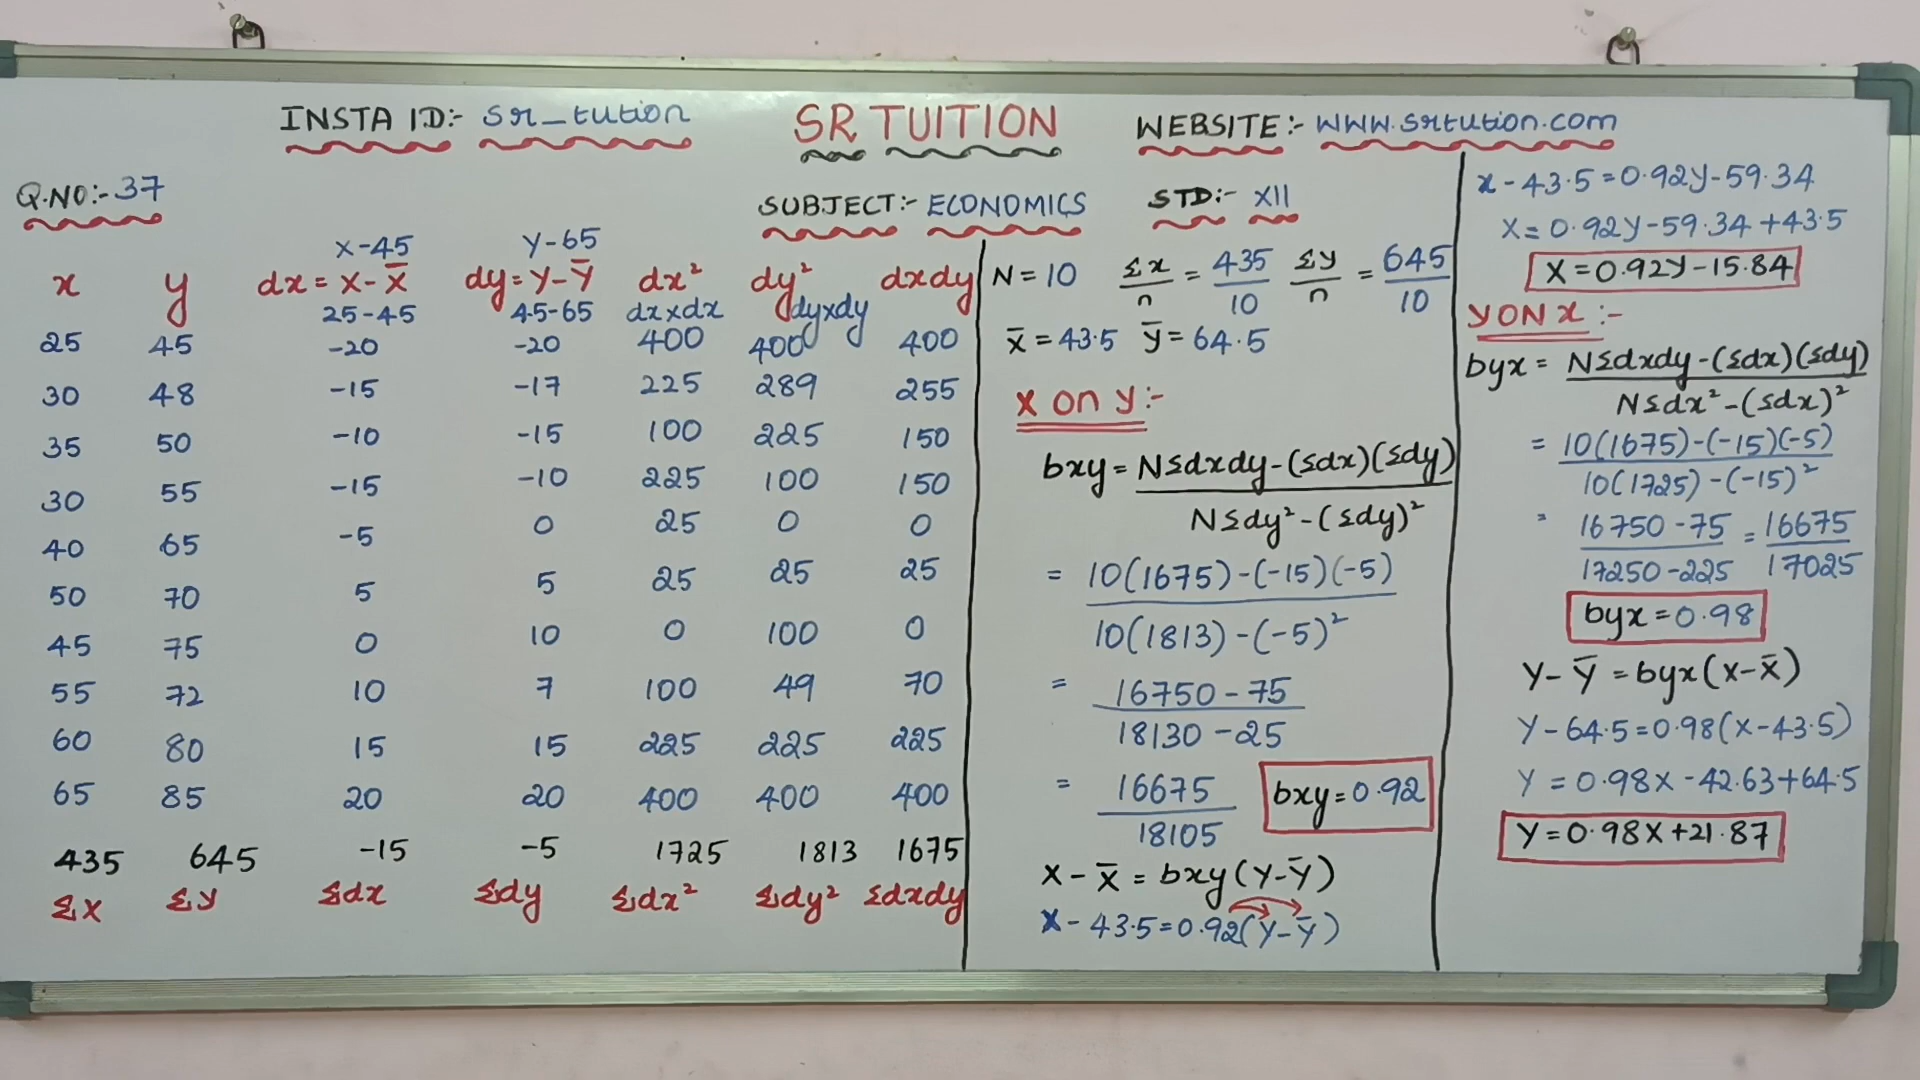 INSTA ID:- sr_tution SR TUITION WEBSITE:- www.srtution.com
Q.NO:- 37 SUBJECT:- ECONOMICS STD:- XII
x-45 y-65
x y dx = x-x̄ dy = y-ȳ dx² dy² dxdy
25-45 45-65 dx×dx dy×dy
25 45 -20 -20 400 400 400
30 48 -15 -17 225 289 255
35 50 -10 -15 100 225 150
30 55 -15 -10 225 100 150
40 65 -5 0 25 0 0
50 70 5 5 25 25 25
45 75 0 10 0 100 0
55 72 10 7 100 49 70
60 80 15 15 225 225 225
65 85 20 20 400 400 400
435 645 -15 -5 1725 1813 1675
Σx Σy Σdx Σdy Σdx² Σdy² Σdxdy
N = 10 Σx/n = 435/10 Σy/n = 645/10
x̄ = 43.5 ȳ = 64.5
x on y:-
bxy = NΣdxdy - (Σdx)(Σdy)
NΣdy² - (Σdy)²
= 10(1675) - (-15)(-5)
10(1813) - (-5)²
= 16750 - 75
18130 - 25
= 16675 bxy = 0.92
18105
x - x̄ = bxy (y-ȳ)
x - 43.5 = 0.92(y-ȳ)
x - 43.5 = 0.92y - 59.34
x = 0.92y - 59.34 + 43.5
x = 0.92y - 15.84
y ON x :-
byx = NΣdxdy - (Σdx)(Σdy)
NΣdx² - (Σdx)²
= 10(1675) - (-15)(-5)
10(1725) - (-15)²
= 16750 - 75 = 16675
17250 - 225 17025
byx = 0.98
y - ȳ = byx (x-x̄)
y - 64.5 = 0.98(x - 43.5)
y = 0.98x - 42.63 + 64.5
y = 0.98x + 21.87